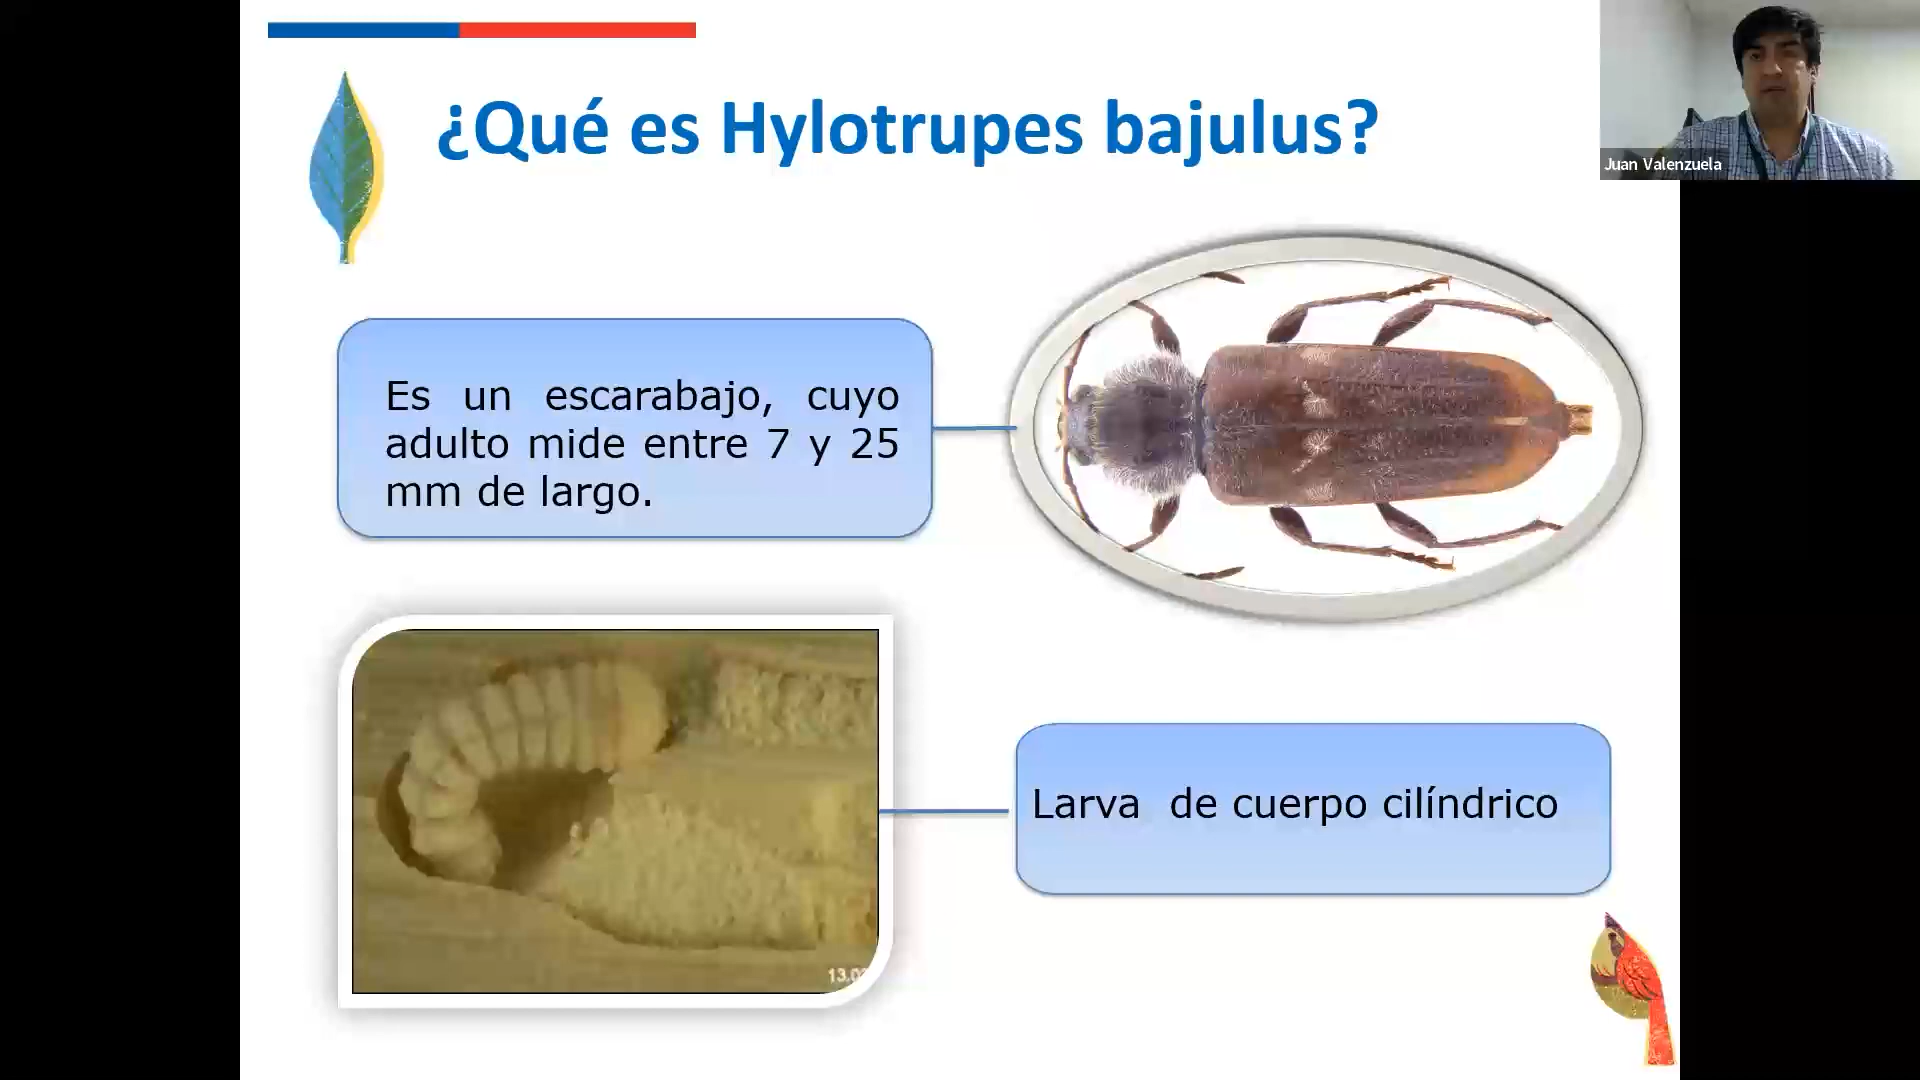 ¿Qué es Hylotrupes bajulus?
Juan Valenzuela
Es un escarabajo, cuyo
adulto mide entre 7 y 25
mm de largo.
Larva de cuerpo cilíndrico